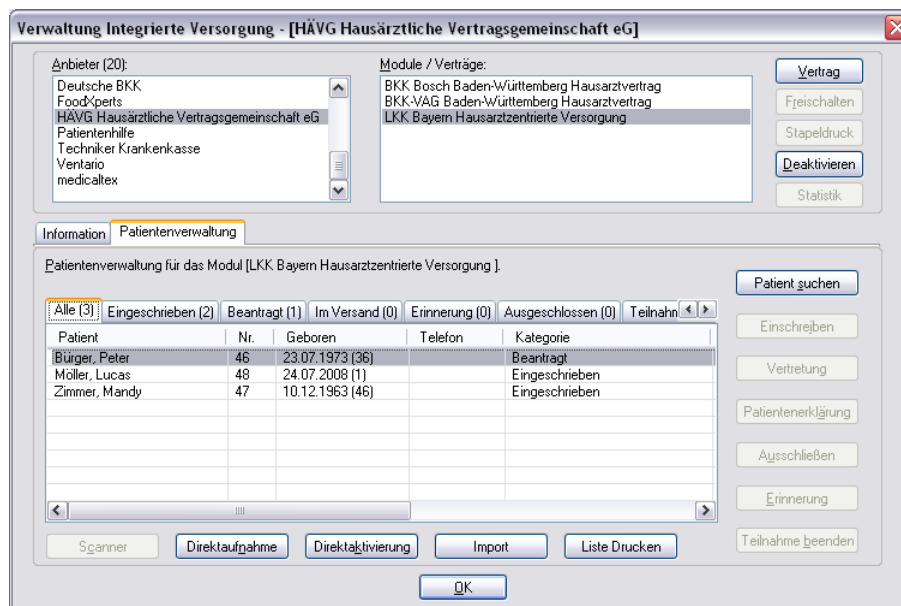 Verwaltung Integrierte Versorgung - [HÄVG Hausärztliche Vertragsgemeinschaft eG]
Anbieter (20):
Deutsche BKK
FoodXperts
HÄVG Hausärztliche Vertragsgemeinschaft eG
Patientenhilfe
Techniker Krankenkasse
Ventario
medicaltex
Module / Verträge:
BKK Bosch Baden-Württemberg Hausarztvertrag
BKK-VAG Baden-Württemberg Hausarztvertrag
LKK Bayern Hausarztzentrierte Versorgung
Vertrag
Freischalten
Stapeldruck
Deaktivieren
Statistik
Information Patientenverwaltung
Patientenverwaltung für das Modul [LKK Bayern Hausarztzentrierte Versorgung ].
Alle (3) Eingeschrieben (2) Beantragt (1) Im Versand (0) Erinnerung (0) Ausgeschlossen (0) Teilnahn
Patient Nr. Geboren Telefon Kategorie
Bürger, Peter 46 23.07.1973 (36) Beantragt
Möller, Lucas 48 24.07.2008 (1) Eingeschrieben
Zimmer, Mandy 47 10.12.1963 (46) Eingeschrieben
Patient suchen
Einschreiben
Vertretung
Patientenerklärung
Ausschließen
Erinnerung
Teilnahme beenden
Scanner Direktaufnahme Direktaktivierung Import Liste Drucken
OK